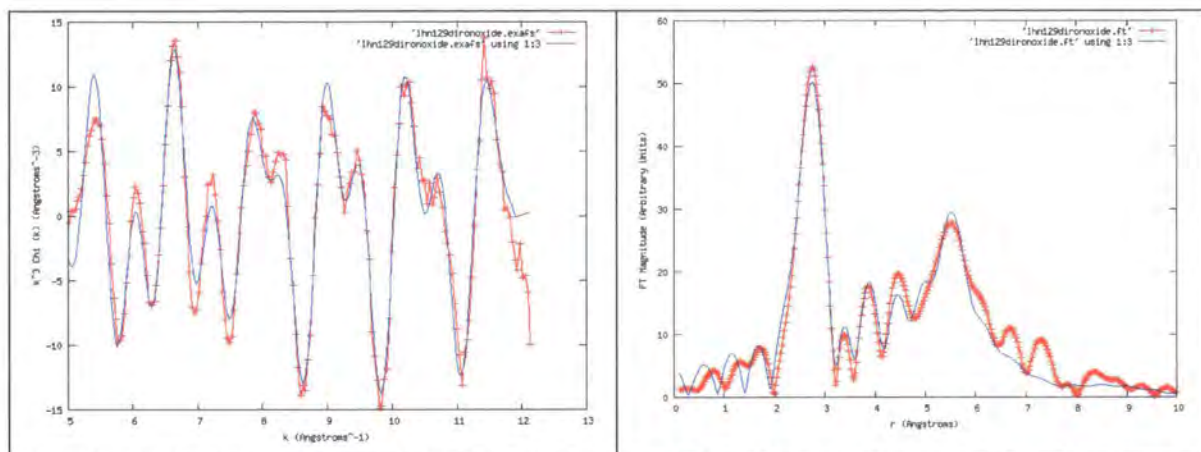 'lhn129dironoxide.exafs'
'lhn129dironoxide.exafs' using 1:3
k^3 Chi (k) (Angstroms^-3)
15
10
5
0
-5
-10
-15
5 6 7 8 9 10 11 12 13
k (Angstroms^-1)
'lhn129dironoxide.ft'
'lhn129dironoxide.ft' using 1:3
FT Magnitude (Arbitrary Units)
60
50
40
30
20
10
0
0 1 2 3 4 5 6 7 8 9 10
r (Angstroms)